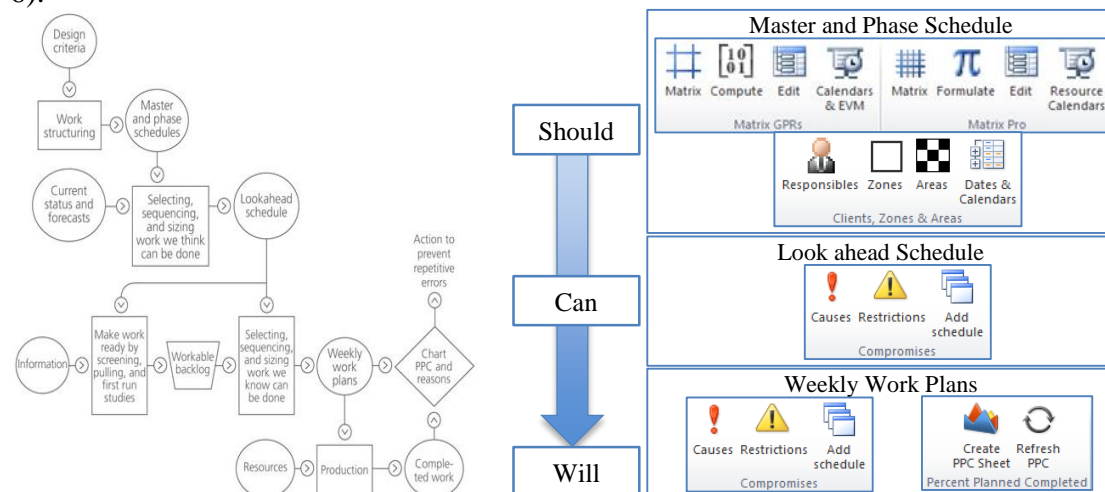 6).
Design
criteria
Work
structuring
Master
and phase
schedules
Current
status and
forecasts
Selecting,
sequencing,
and sizing
work we think
can be done
Lookahead
schedule
Action to
prevent
repetitive
errors
Information
Make work
ready by
screening,
pulling, and
first run
studies
Workable
backlog
Selecting,
sequencing,
and sizing
work we
know can
be done
Weekly
work plans
Chart
PPC and
reasons
Resources
Production
Comple-
ted work
Should
Can
Will
Master and Phase Schedule
Matrix Compute Edit Calendars
& EVM
Matrix GPRs
Matrix Formulate Edit Resource
Calendars
Matrix Pro
Responsibles Zones Areas Dates &
Calendars
Clients, Zones & Areas
Look ahead Schedule
Causes Restrictions Add
schedule
Compromises
Weekly Work Plans
Causes Restrictions Add
schedule
Compromises
Create Refresh
PPC Sheet PPC
Percent Planned Completed